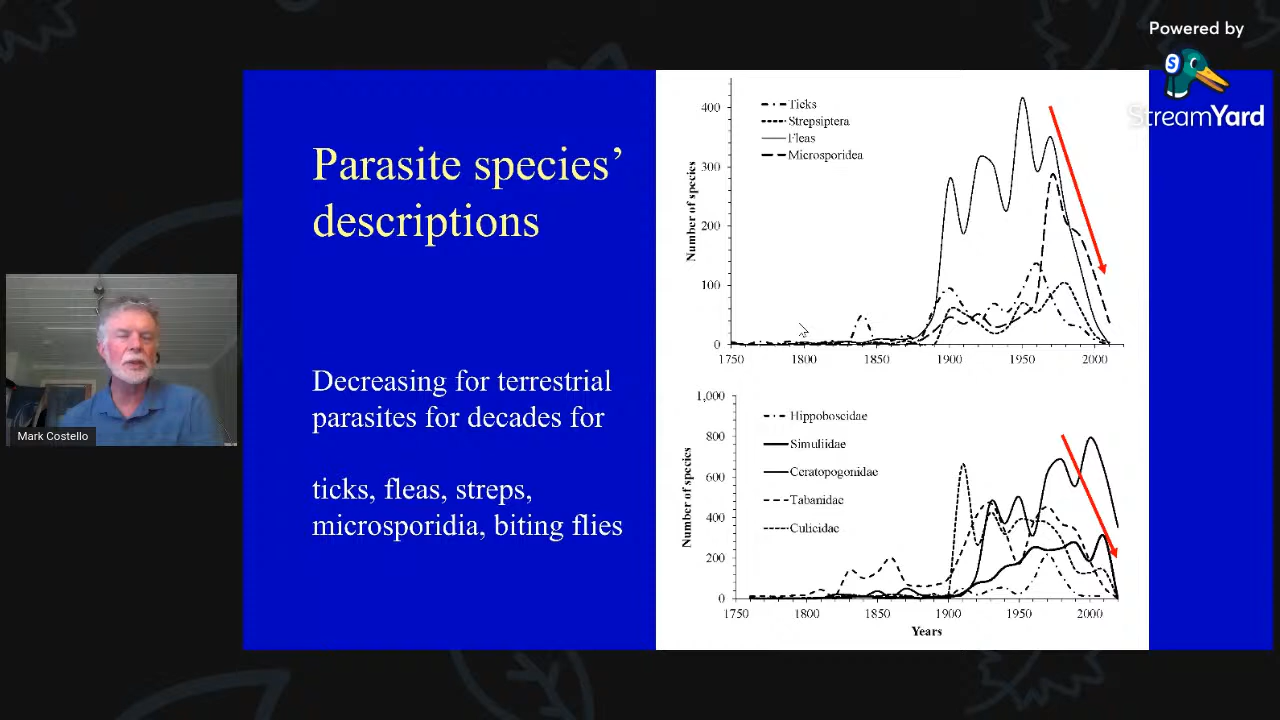 Powered by
S
StreamYard
Parasite species’
descriptions
Decreasing for terrestrial
parasites for decades for
ticks, fleas, streps,
microsporidia, biting flies
Mark Costello
Number of species
400
300
200
100
0
Ticks
Strepsiptera
Fleas
Microsporidea
1750 1800 1850 1900 1950 2000
Number of species
1,000
800
600
400
200
0
Hippoboscidae
Simuliidae
Ceratopogonidae
Tabanidae
Culicidae
1750 1800 1850 1900 1950 2000
Years